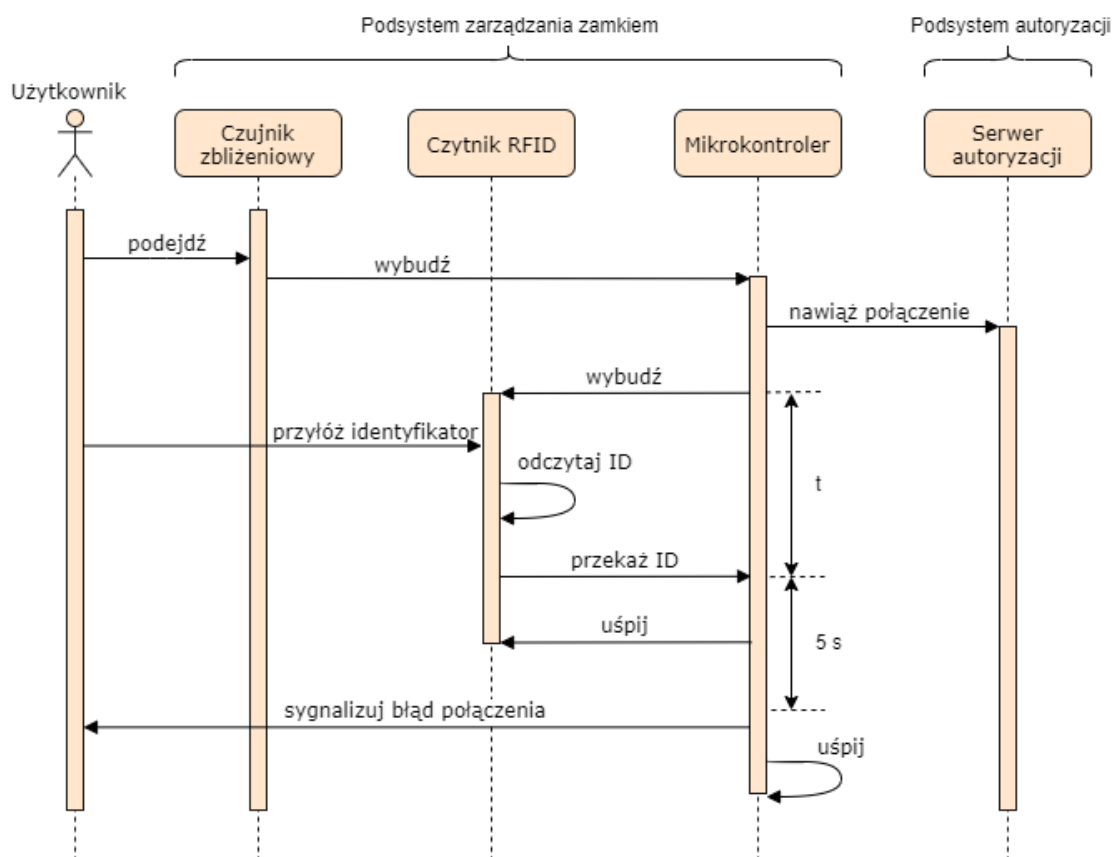 Podsystem zarządzania zamkiem
Podsystem autoryzacji
Użytkownik
Czujnik
zbliżeniowy
Czytnik RFID
Mikrokontroler
Serwer
autoryzacji
podejdź
wybudź
nawiąż połączenie
wybudź
przyłóż identyfikator
odczytaj ID
t
przekaż ID
uśpij
5 s
sygnalizuj błąd połączenia
uśpij